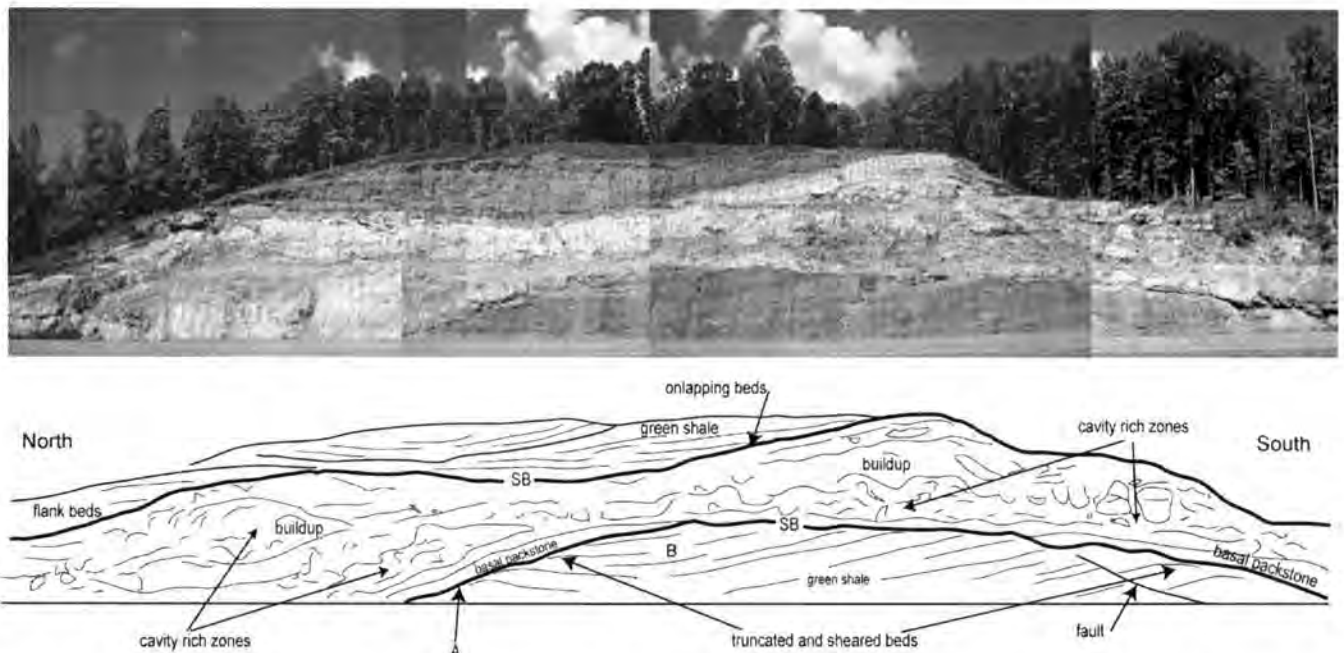 onlapping beds
North
green shale
cavity rich zones
South
SB
buildup
flank beds
buildup
SB
basal packstone
B
basal packstone
green shale
cavity rich zones
A
truncated and sheared beds
fault